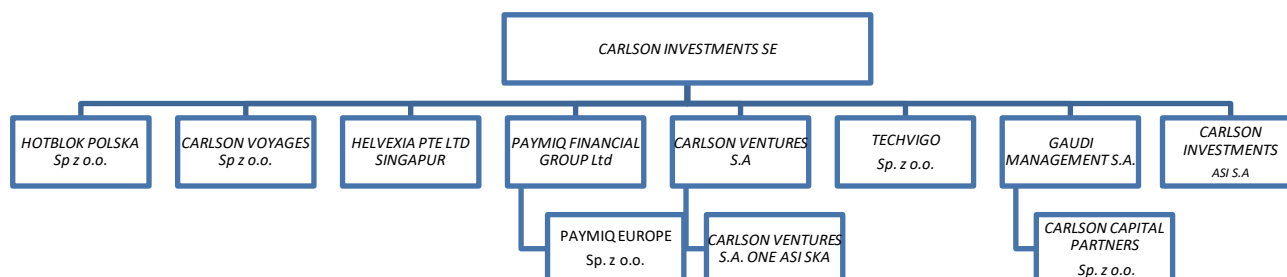 CARLSON INVESTMENTS SE
HOTBLOK POLSKA
Sp z o.o.
CARLSON VOYAGES
Sp z o.o.
HELVEXIA PTE LTD
SINGAPUR
PAYMIQ FINANCIAL
GROUP Ltd
CARLSON VENTURES
S.A
TECHVIGO
Sp. z o.o.
GAUDI
MANAGEMENT S.A.
CARLSON
INVESTMENTS
ASI S.A
PAYMIQ EUROPE
Sp. z o.o.
CARLSON VENTURES
S.A. ONE ASI SKA
CARLSON CAPITAL
PARTNERS
Sp. z o.o.